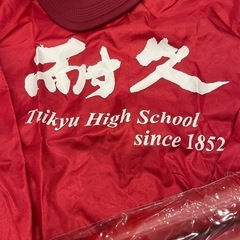 耐久
Taikyu High School
since 1852